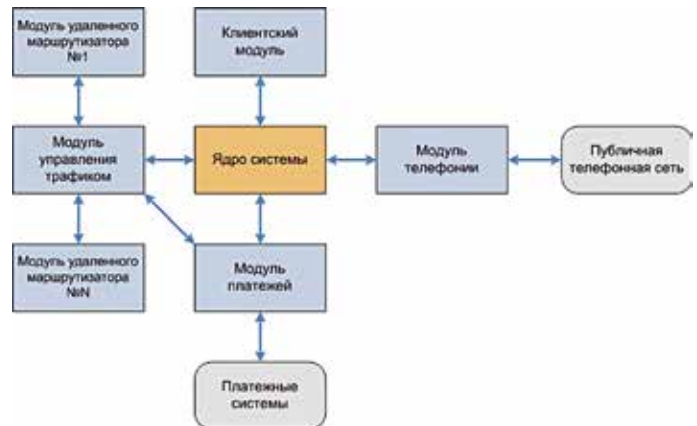 Модуль удаленного
маршрутизатора
№1
Клиентский
модуль
Модуль
управления
трафиком
Ядро системы
Модуль
телефонии
Публичная
телефонная сеть
Модуль удаленного
маршрутизатора
№N
Модуль
платежей
Платежные
системы